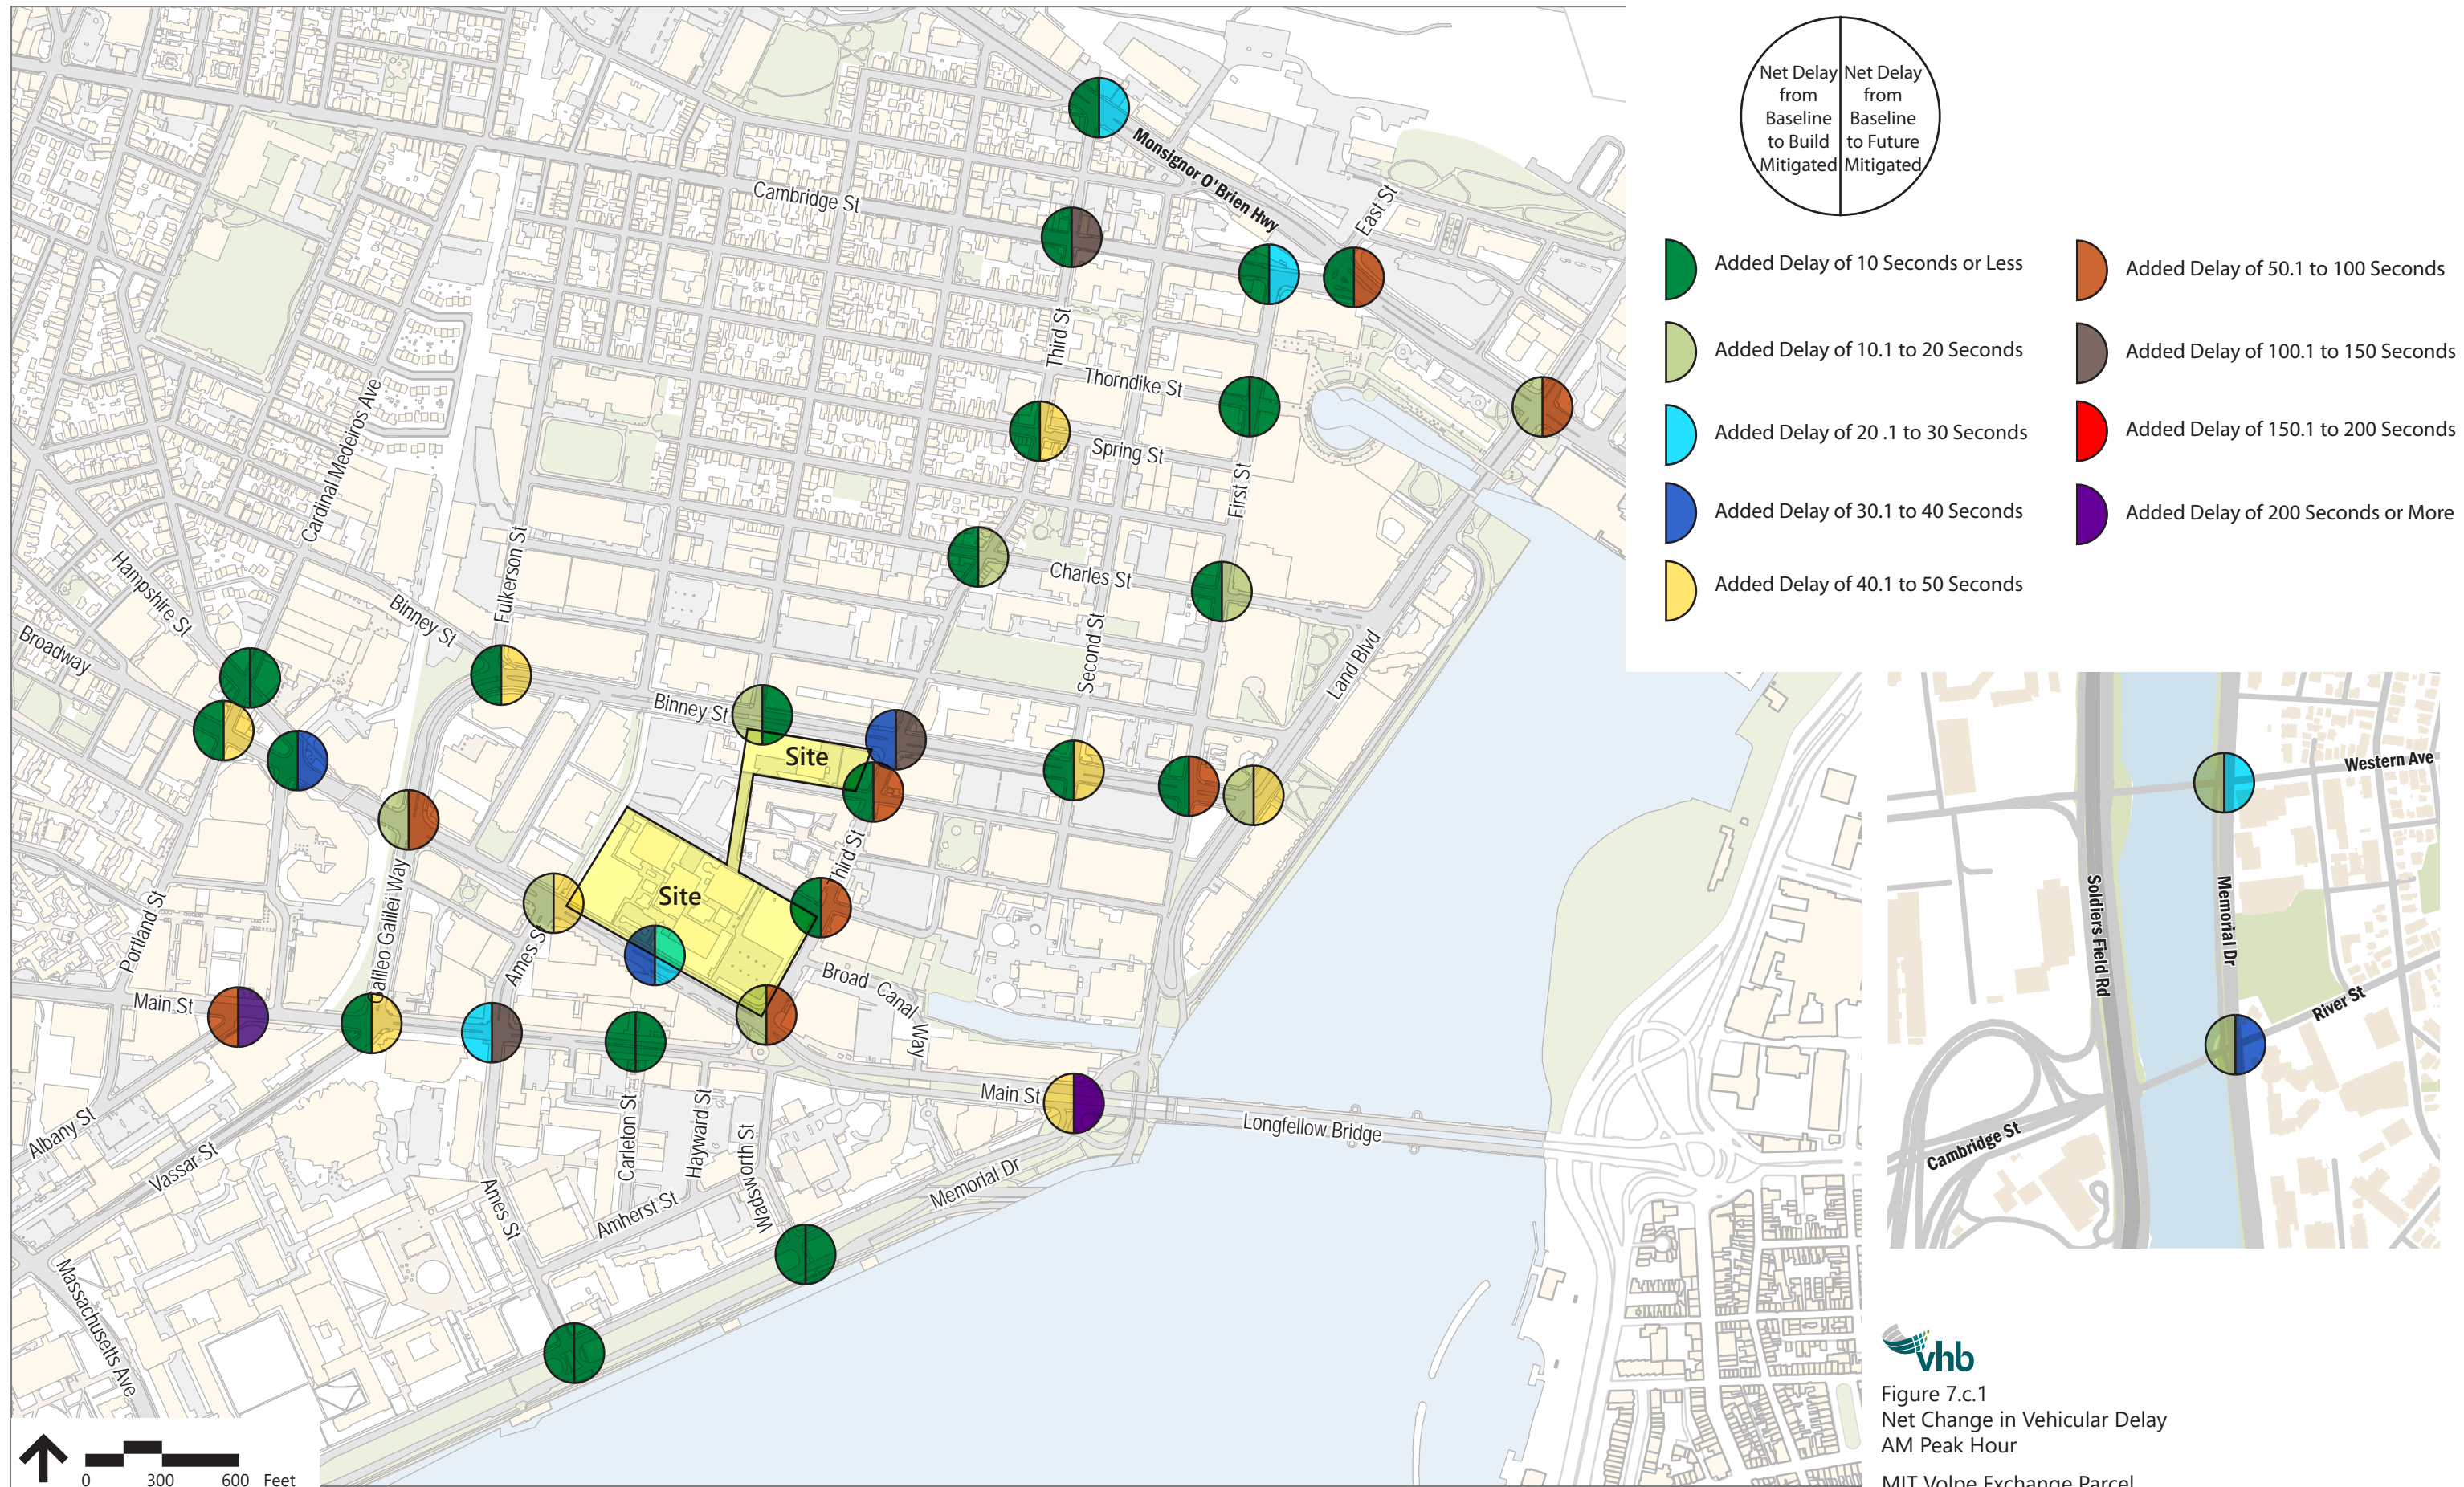 Net Delay
from
Baseline
to Build
Mitigated
Net Delay
from
Baseline
to Future
Mitigated
Added Delay of 10 Seconds or Less
Added Delay of 10.1 to 20 Seconds
Added Delay of 20 .1 to 30 Seconds
Added Delay of 30.1 to 40 Seconds
Added Delay of 40.1 to 50 Seconds
Added Delay of 50.1 to 100 Seconds
Added Delay of 100.1 to 150 Seconds
Added Delay of 150.1 to 200 Seconds
Added Delay of 200 Seconds or More
Monsignor O'Brien Hwy
Cambridge St
East St
Third St
Thorndike St
Spring St
First St
Cardinal Medeiros Ave
Hampshire St
Broadway
Binney St
Fulkerson St
Charles St
Second St
Land Blvd
Binney St
Site
Site
Third St
Portland St
Galileo Galilei Way
Ames St
Broad Canal Way
Main St
Main St
Longfellow Bridge
Albany St
Vassar St
Carleton St
Hayward St
Wadsworth St
Amherst St
Ames St
Memorial Dr
Massachusetts Ave
0 300 600 Feet
Western Ave
Soldiers Field Rd
Memorial Dr
River St
Cambridge St
vhb
Figure 7.c.1
Net Change in Vehicular Delay
AM Peak Hour
MIT Volpe Exchange Parcel